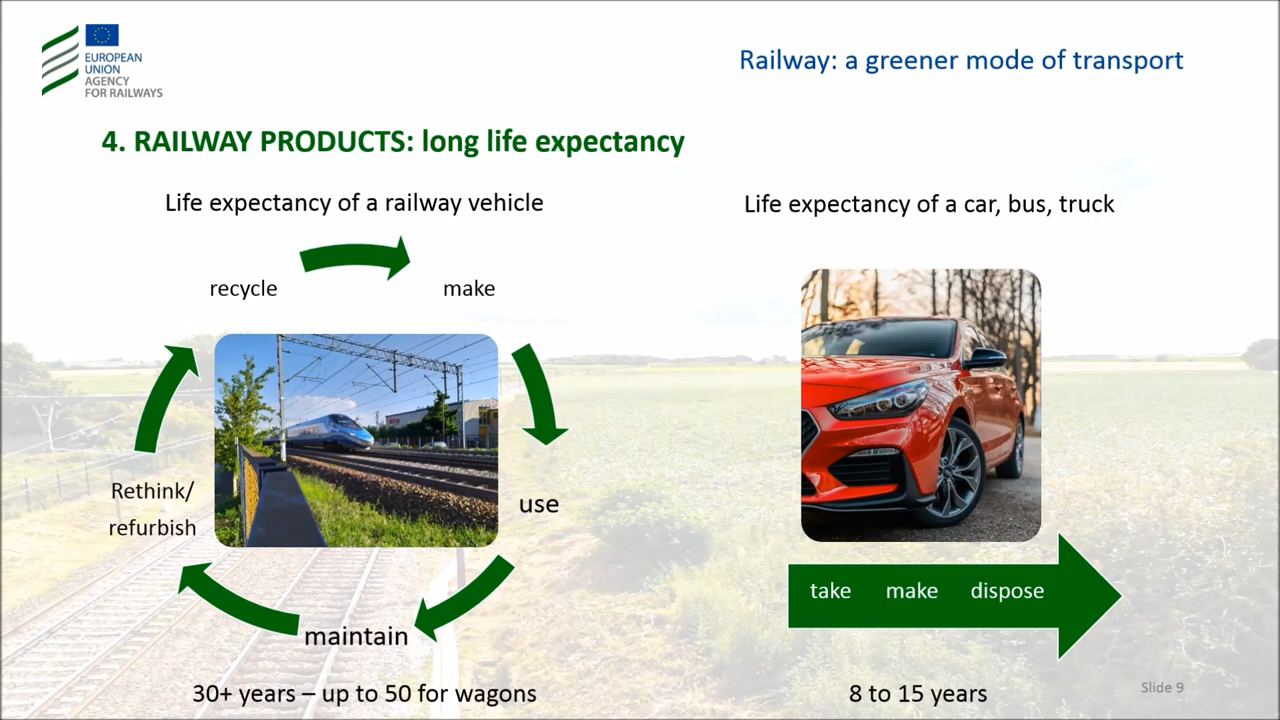 EUROPEAN
UNION
AGENCY
FOR RAILWAYS
Railway: a greener mode of transport
4. RAILWAY PRODUCTS: long life expectancy
Life expectancy of a railway vehicle
recycle
make
use
maintain
Rethink/
refurbish
30+ years – up to 50 for wagons
Life expectancy of a car, bus, truck
take make dispose
8 to 15 years
Slide 9